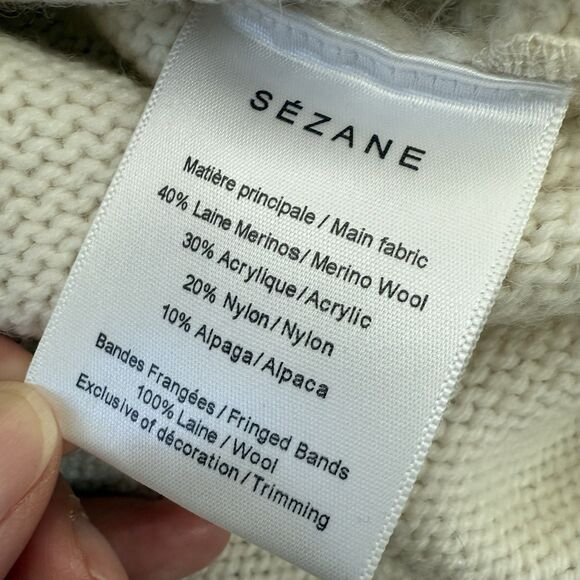 SÉZANE
Matière principale / Main fabric
40% Laine Merinos / Merino Wool
30% Acrylique / Acrylic
20% Nylon / Nylon
10% Alpaga / Alpaca
Bandes Frangées / Fringed Bands
100% Laine / Wool
Exclusive of décoration / Trimming